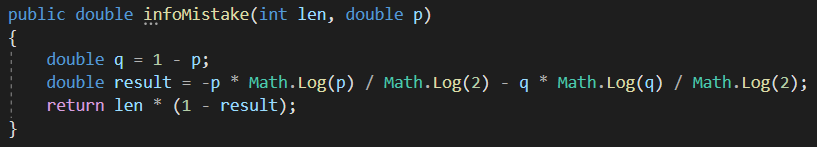 public double infoMistake(int len, double p)
{
double q = 1 - p;
double result = -p * Math.Log(p) / Math.Log(2) - q * Math.Log(q) / Math.Log(2);
return len * (1 - result);
}